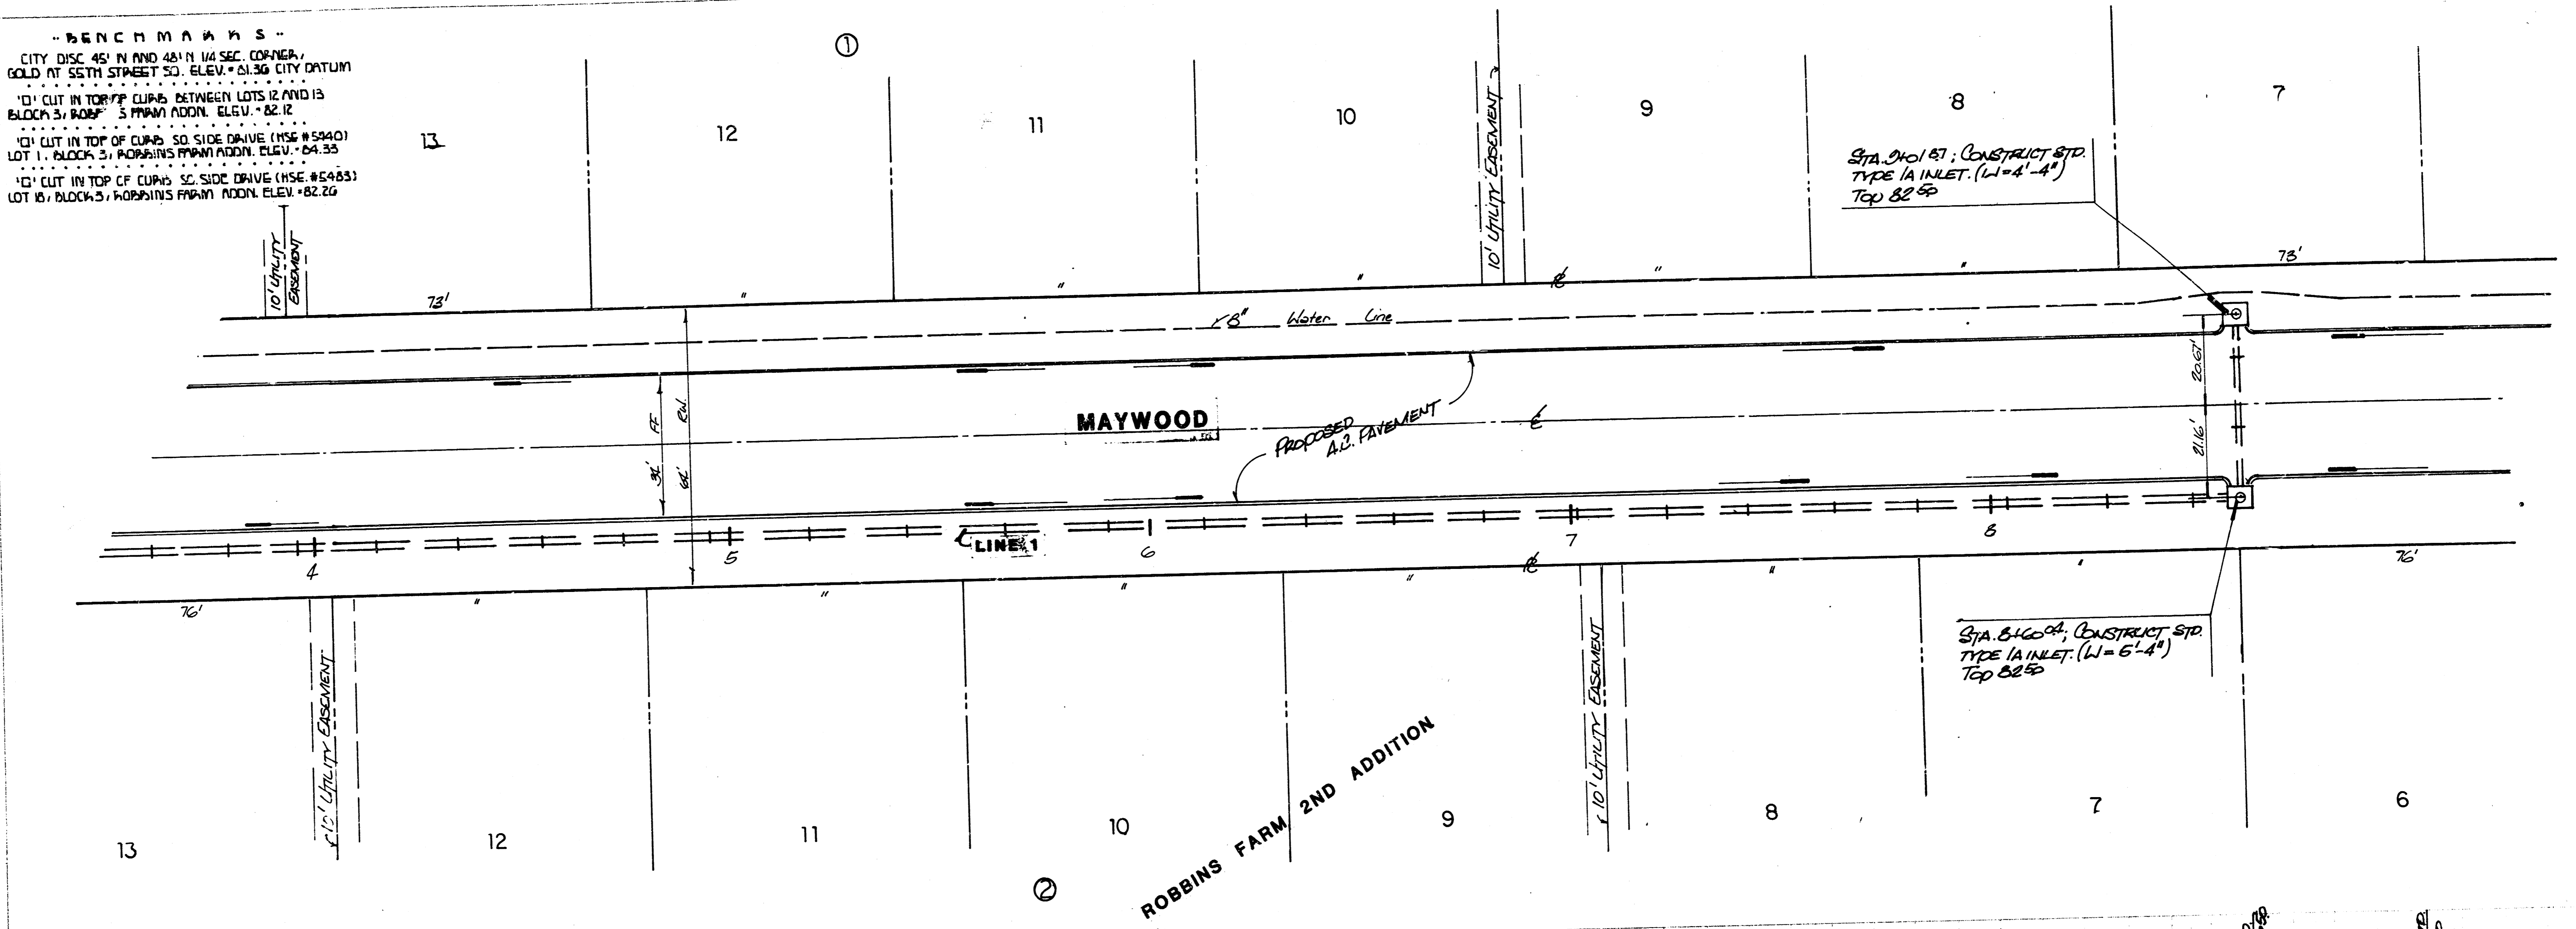 -- BENCHMARKS --
CITY DISC 45' N AND 48' N 1/4 SEC. CORNER,
GOLD AT 55TH STREET SO. ELEV. = 81.36 CITY DATUM
'□' CUT IN TOP OF CURB BETWEEN LOTS 12 AND 13
BLOCK 3, S FARM ADDN. ELEV. = 82.12
'□' CUT IN TOP OF CURB SO. SIDE DRIVE (HSE #5440)
LOT 1, BLOCK 3, ROBBINS FARM ADDN. ELEV. = 84.33
'□' CUT IN TOP OF CURB SO. SIDE DRIVE (HSE. #5483)
LOT 18, BLOCK 3, ROBBINS FARM ADDN. ELEV. = 82.26
①
13
12
11
10
9
8
7
10' UTILITY
EASEMENT
10' UTILITY EASEMENT
STA. 9+01 87; CONSTRUCT STD.
TYPE 1A INLET. (W=4'-4")
TOP 82 50
73'
"
"
"
"
"
73'
℄
8" Water Line
34' FF
64' R.W.
MAYWOOD
PROPOSED
A.C. PAVEMENT
℄
20.67'
21.16'
LINE 1
4
5
6
7
8
76'
"
"
"
"
℄
"
"
76'
10' UTILITY EASEMENT
10' UTILITY EASEMENT
STA. 8+60 04; CONSTRUCT STD.
TYPE 1A INLET. (W=6'-4")
TOP 82 50
13
12
11
10
9
8
7
6
②
ROBBINS FARM 2ND ADDITION